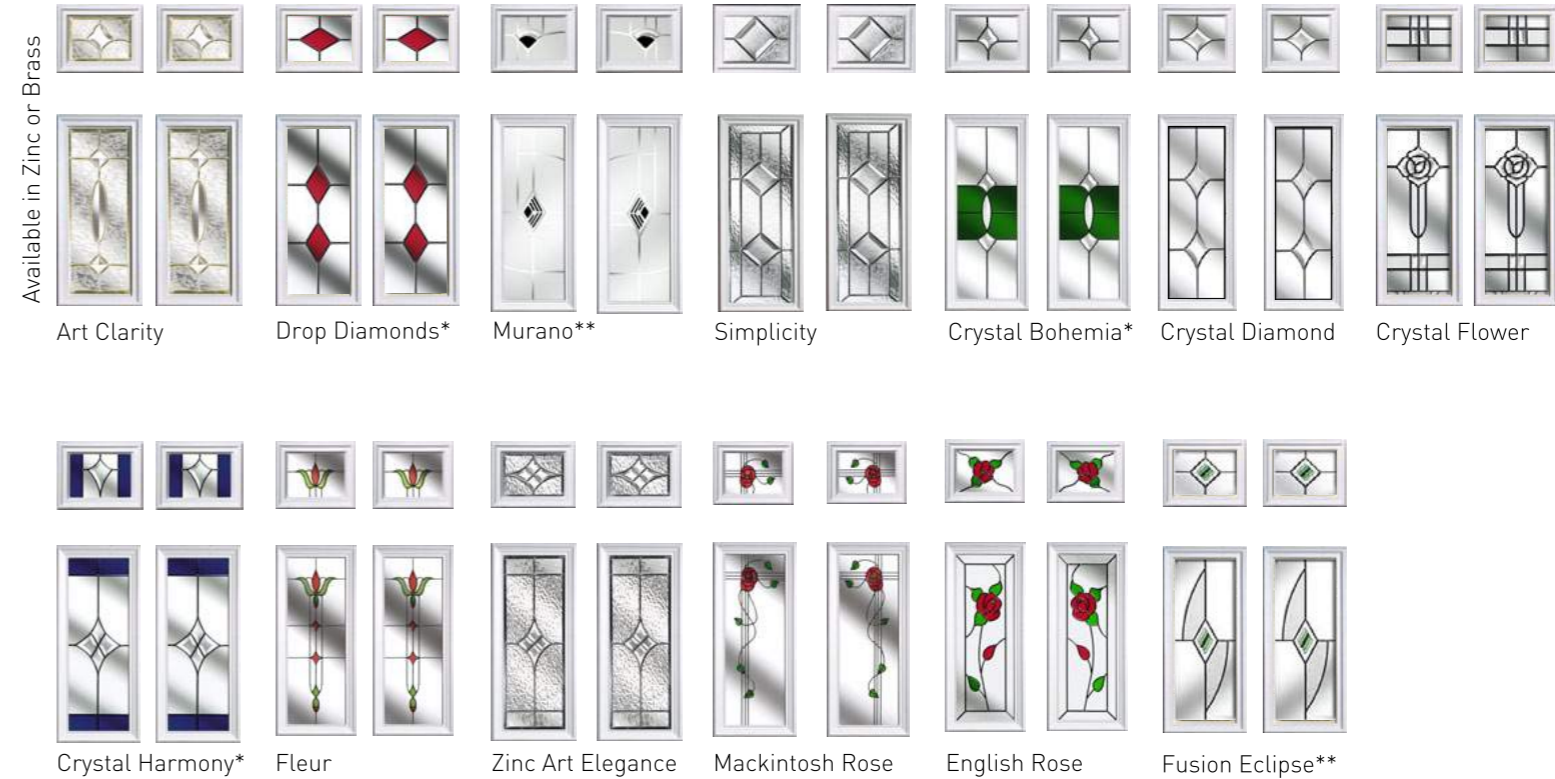 Available in Zinc or Brass
Art Clarity
Drop Diamonds*
Murano**
Simplicity
Crystal Bohemia*
Crystal Diamond
Crystal Flower
Crystal Harmony*
Fleur
Zinc Art Elegance
Mackintosh Rose
English Rose
Fusion Eclipse**